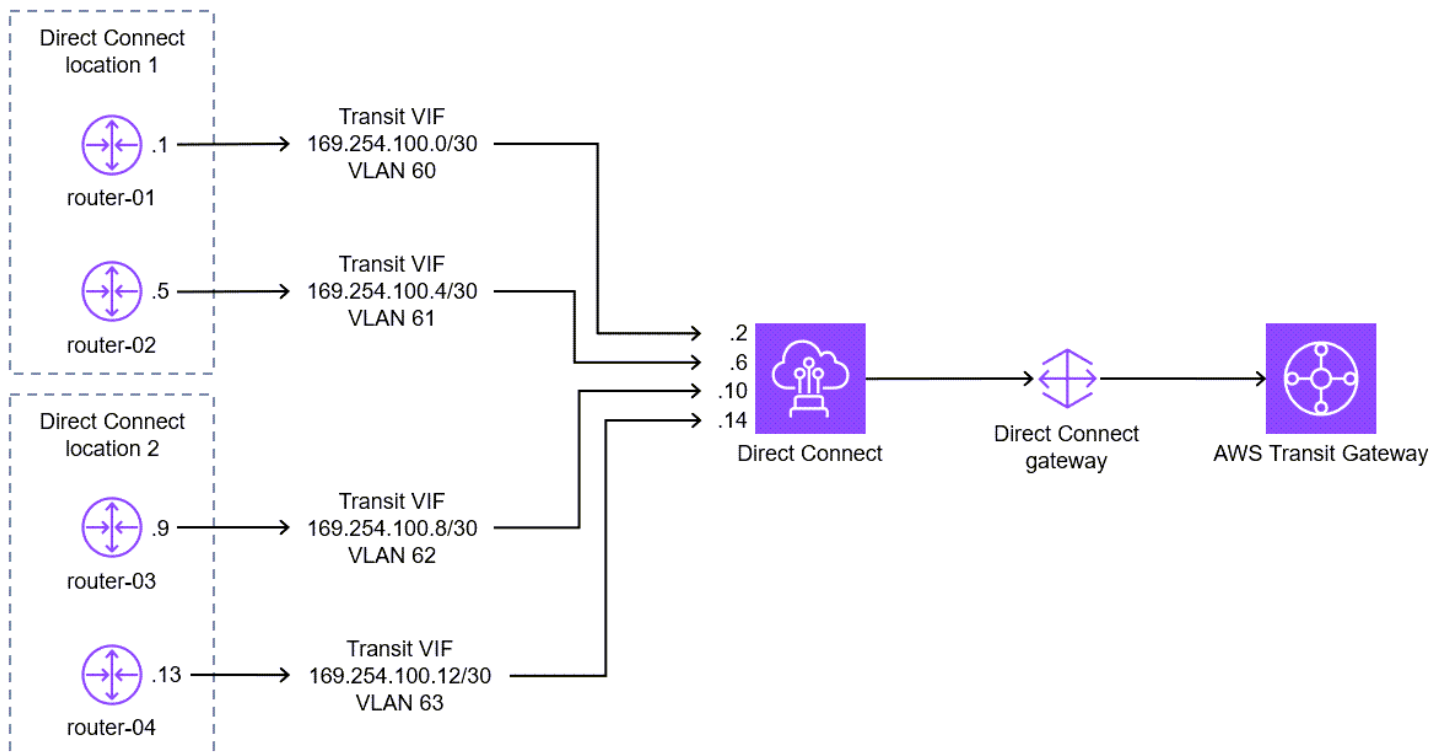 Direct Connect
location 1
.1
router-01
Transit VIF
169.254.100.0/30
VLAN 60
.5
router-02
Transit VIF
169.254.100.4/30
VLAN 61
Direct Connect
location 2
.9
router-03
Transit VIF
169.254.100.8/30
VLAN 62
.13
router-04
Transit VIF
169.254.100.12/30
VLAN 63
.2
.6
.10
.14
Direct Connect
Direct Connect
gateway
AWS Transit Gateway